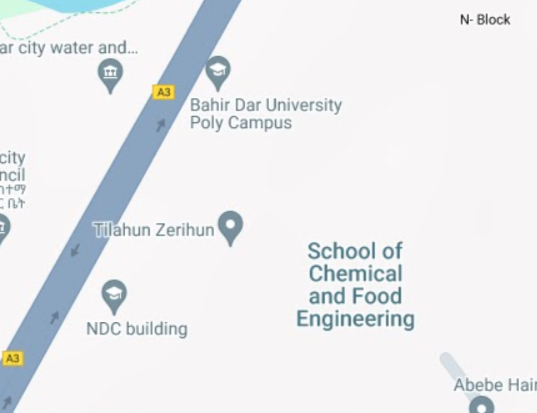 N- Block
ar city water and...
A3
Bahir Dar University
Poly Campus
city
ncil
ር ቤት
Tilahun Zerihun
School of
Chemical
and Food
Engineering
NDC building
A3
Abebe Hair